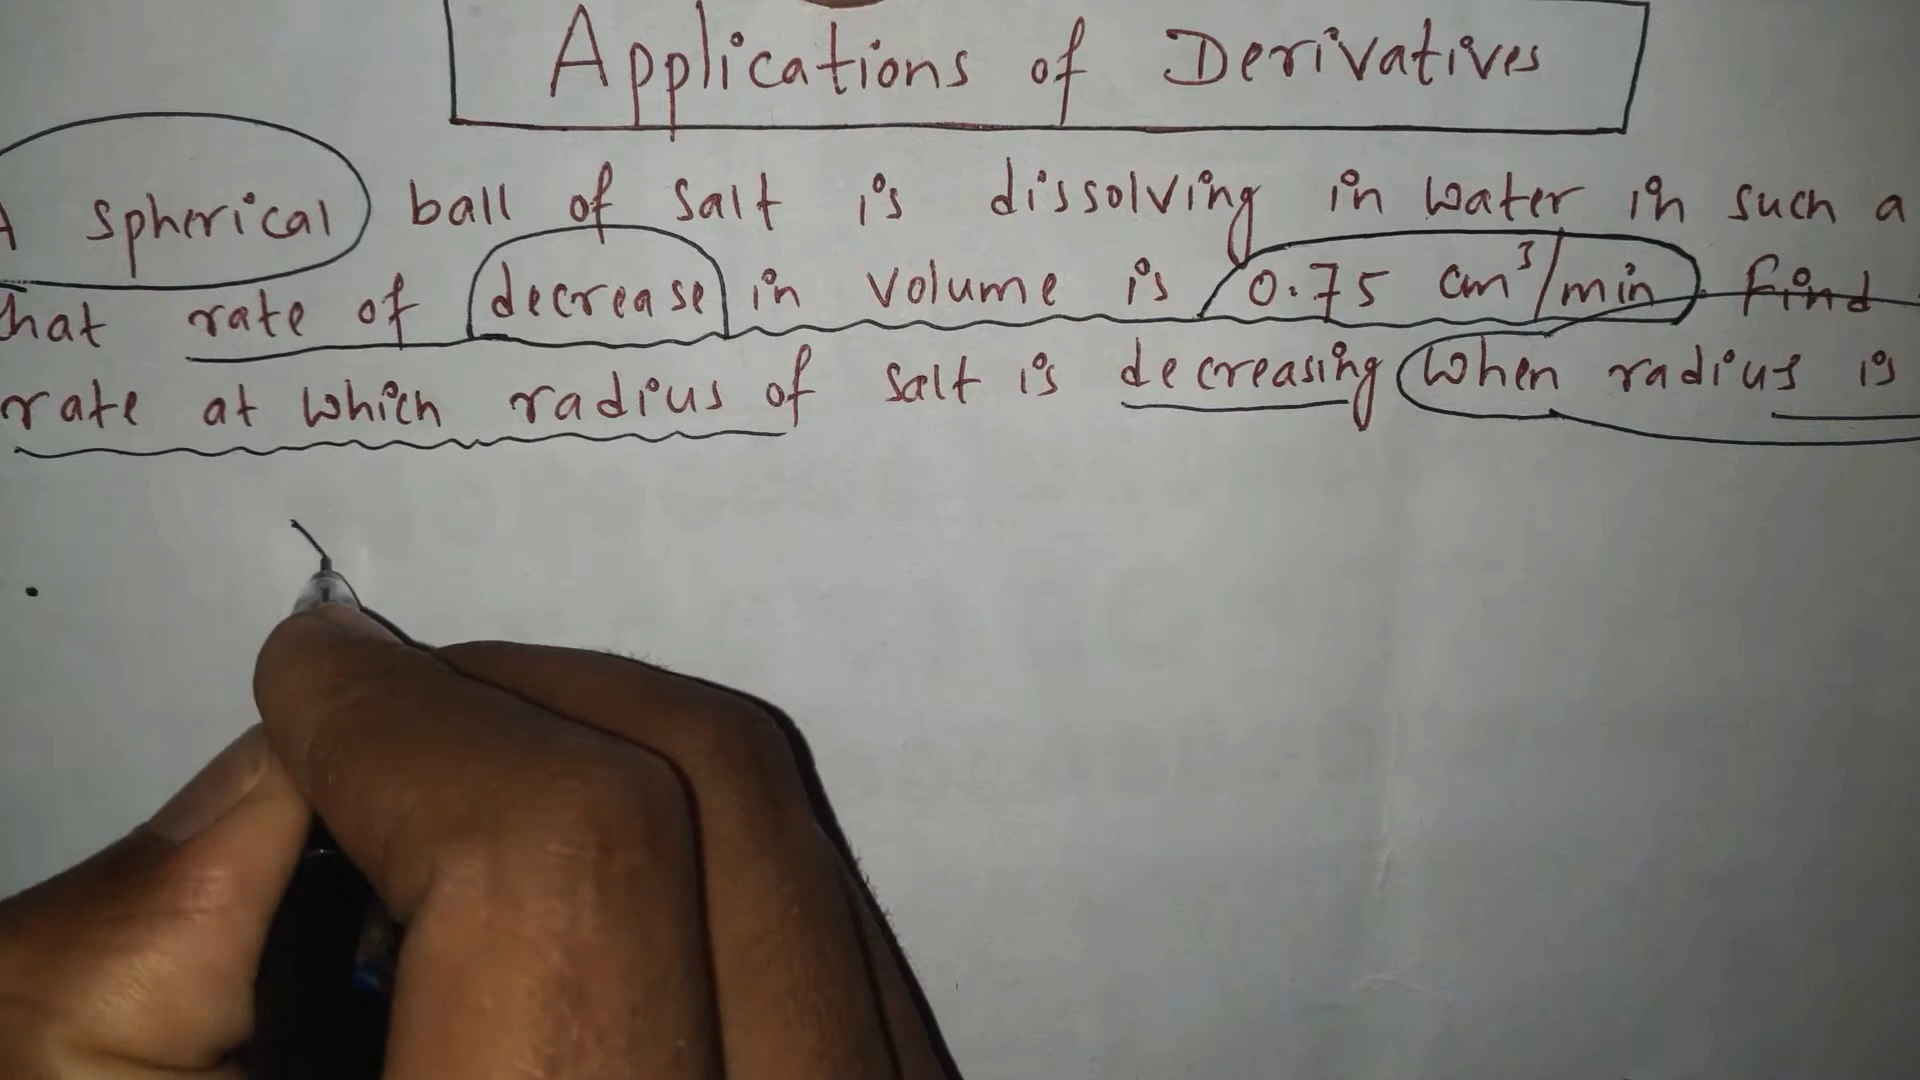 Applications of Derivatives
A spherical ball of salt is dissolving in water in such a
that rate of decrease in volume is 0.75 cm³/min Find
rate at which radius of salt is decreasing when radius is